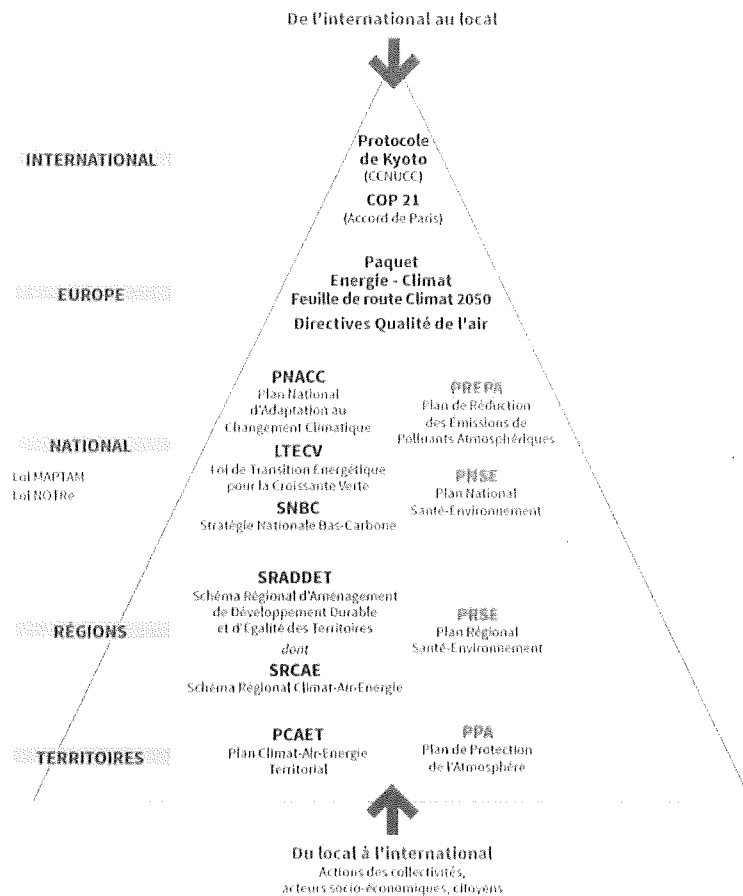 De l'international au local
INTERNATIONAL
Protocole
de Kyoto
(CCNUCC)
COP 21
(Accord de Paris)
EUROPE
Paquet
Energie - Climat
Feuille de route Climat 2050
Directives Qualité de l'air
NATIONAL
Loi MAPTAM
Loi NOTRe
PNACC
Plan National
d'Adaptation au
Changement Climatique
LTECV
Loi de Transition Energétique
pour la Croissante Verte
SNBC
Stratégie Nationale Bas-Carbone
PREPA
Plan de Réduction
des Émissions de
Polluants Atmosphériques
PNSE
Plan National
Santé-Environnement
RÉGIONS
SRADDET
Schéma Régional d'Aménagement
de Développement Durable
et d'Egalité des Territoires
dont
SRCAE
Schéma Régional Climat-Air-Energie
PRSE
Plan Régional
Santé-Environnement
TERRITOIRES
PCAET
Plan Climat-Air-Energie
Territorial
PPA
Plan de Protection
de l'Atmosphère
Du local à l'international
Actions des collectivités,
acteurs socio-économiques, citoyens